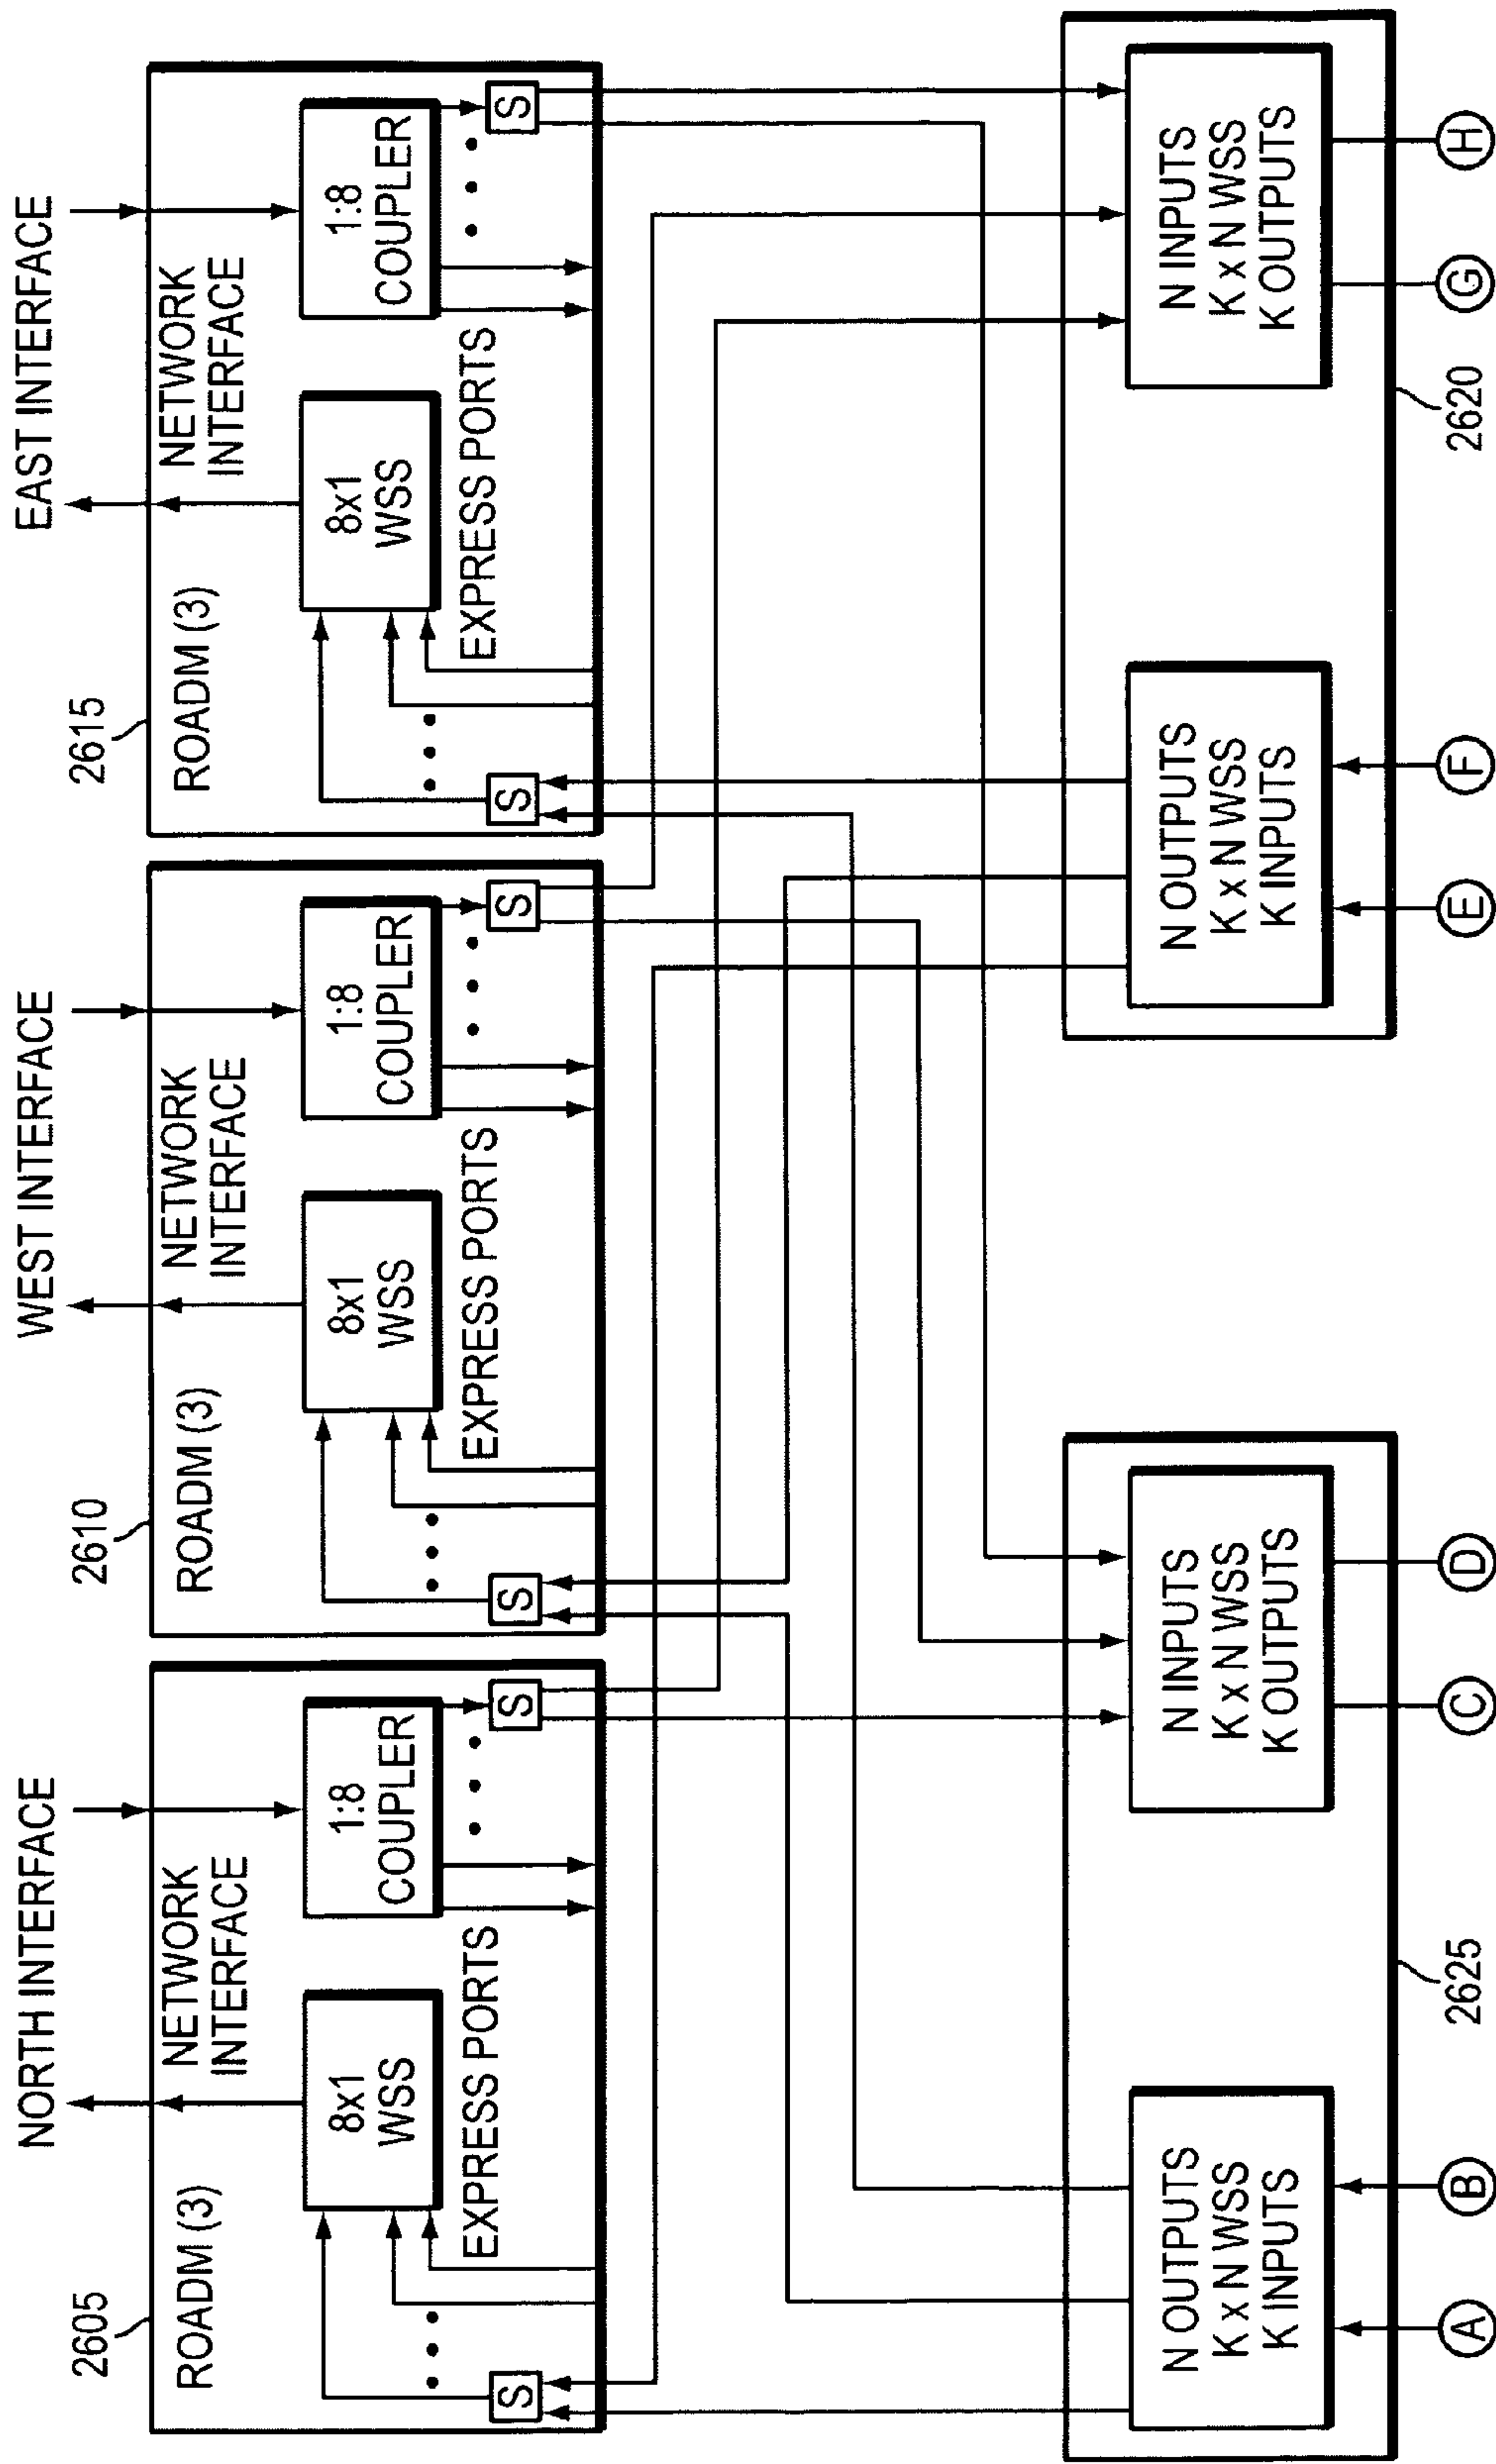 NORTH INTERFACE
WEST INTERFACE
EAST INTERFACE
2605
ROADM (3)
NETWORK
INTERFACE
8x1
WSS
1:8
COUPLER
EXPRESS PORTS
S
S
2610
ROADM (3)
NETWORK
INTERFACE
8x1
WSS
1:8
COUPLER
EXPRESS PORTS
S
S
2615
ROADM (3)
NETWORK
INTERFACE
8x1
WSS
1:8
COUPLER
EXPRESS PORTS
S
S
N OUTPUTS
K x N WSS
K INPUTS
N INPUTS
K x N WSS
K OUTPUTS
2625
A
B
C
D
N OUTPUTS
K x N WSS
K INPUTS
N INPUTS
K x N WSS
K OUTPUTS
2620
E
F
G
H